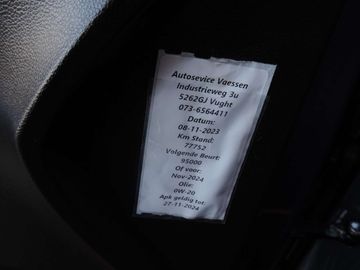 Autosevice Vaessen
Industrieweg 3u
5262GJ Vught
073-6564411
Datum:
08-11-2023
Km Stand:
77752
Volgende Beurt:
95000
Of voor:
Nov-2024
Olie:
0W-20
Apk geldig tot:
27-11-2024